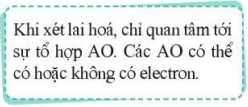 Khi xét lai hoá, chỉ quan tâm tới
sự tổ hợp AO. Các AO có thể
có hoặc không có electron.